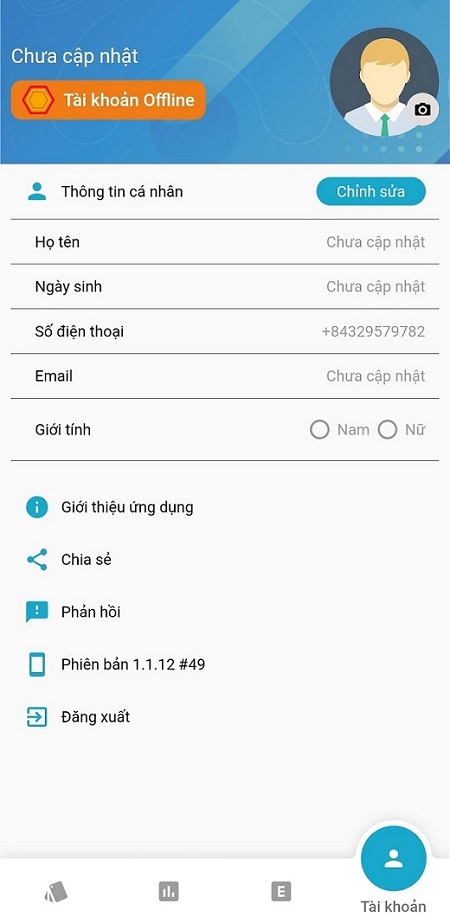 Chưa cập nhật
Tài khoản Offline
Thông tin cá nhân Chỉnh sửa
Họ tên Chưa cập nhật
Ngày sinh Chưa cập nhật
Số điện thoại +84329579782
Email Chưa cập nhật
Giới tính Nam Nữ
Giới thiệu ứng dụng
Chia sẻ
Phản hồi
Phiên bản 1.1.12 #49
Đăng xuất
E
Tài khoản